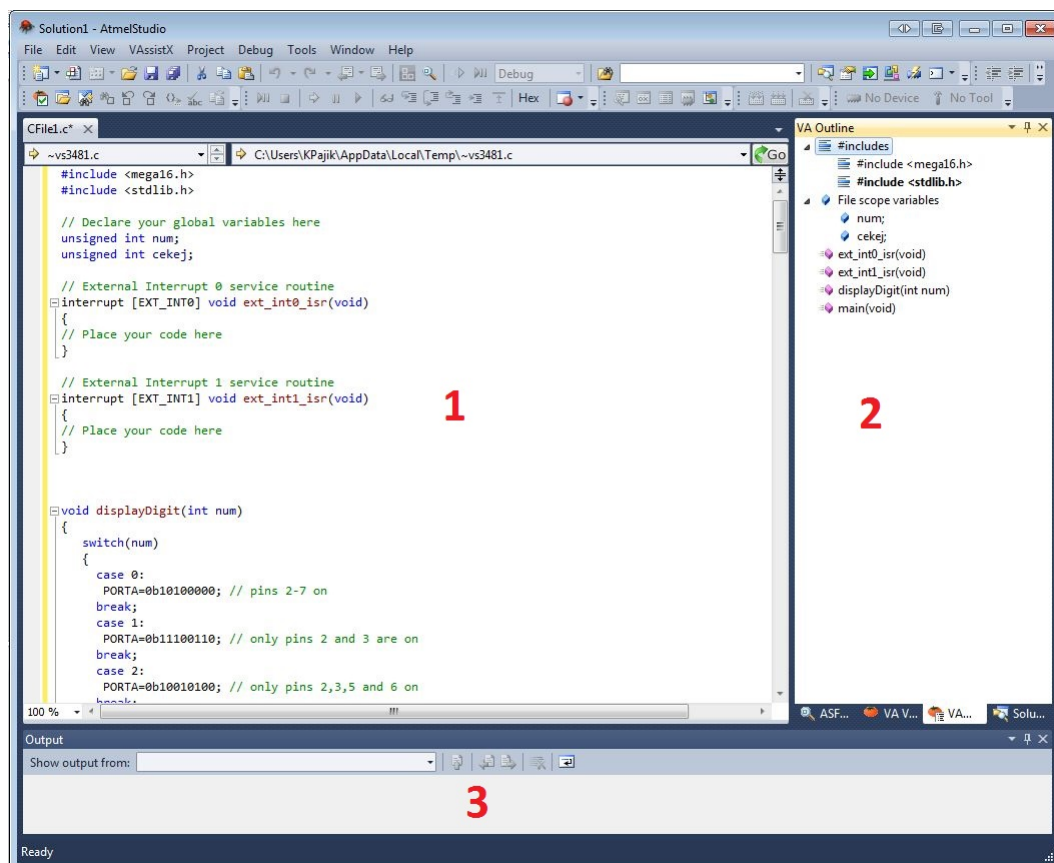 Solution1 - AtmelStudio
File Edit View VAssistX Project Debug Tools Window Help
Debug
Hex
No Device No Tool
CFile1.c*
~vs3481.c C:\Users\KPajik\AppData\Local\Temp\~vs3481.c Go
#include <mega16.h>
#include <stdlib.h>
// Declare your global variables here
unsigned int num;
unsigned int cekej;
// External Interrupt 0 service routine
interrupt [EXT_INT0] void ext_int0_isr(void)
{
// Place your code here
}
// External Interrupt 1 service routine
interrupt [EXT_INT1] void ext_int1_isr(void)
{
// Place your code here
}
void displayDigit(int num)
{
switch(num)
{
case 0:
PORTA=0b10100000; // pins 2-7 on
break;
case 1:
PORTA=0b11100110; // only pins 2 and 3 are on
break;
case 2:
PORTA=0b10010100; // only pins 2,3,5 and 6 on
break;
100 %
1
VA Outline
#includes
#include <mega16.h>
#include <stdlib.h>
File scope variables
num;
cekej;
ext_int0_isr(void)
ext_int1_isr(void)
displayDigit(int num)
main(void)
2
ASF... VA V... VA... Solu...
Output
Show output from:
3
Ready